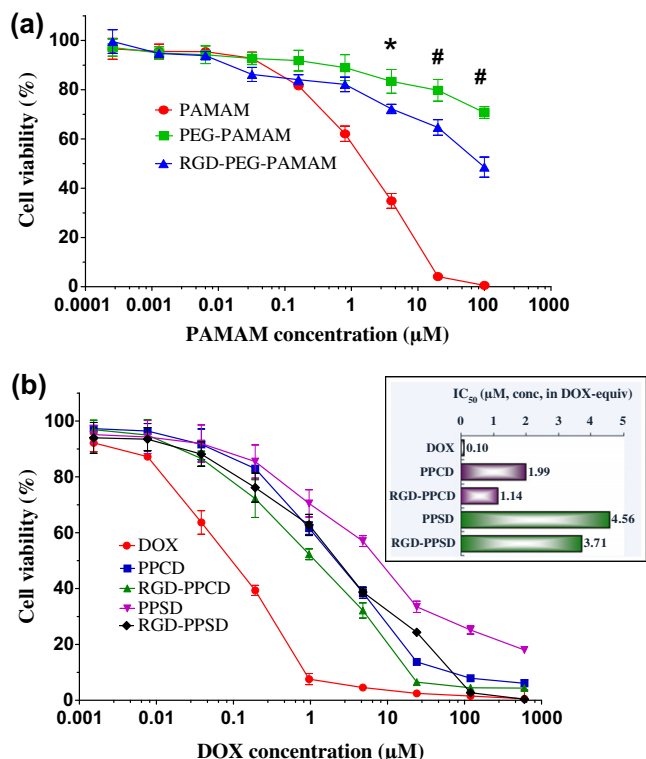 (a)
100
80
60
40
20
0
Cell viability (%)
* # #
PAMAM
PEG-PAMAM
RGD-PEG-PAMAM
0.0001 0.001 0.01 0.1 1 10 100 1000
PAMAM concentration (μM)
(b)
100
80
60
40
20
0
Cell viability (%)
DOX
PPCD
RGD-PPCD
PPSD
RGD-PPSD
0.001 0.01 0.1 1 10 100 1000
DOX concentration (μM)
IC50 (μM, conc, in DOX-equiv)
0 1 2 3 4 5
DOX 0.10
PPCD 1.99
RGD-PPCD 1.14
PPSD 4.56
RGD-PPSD 3.71